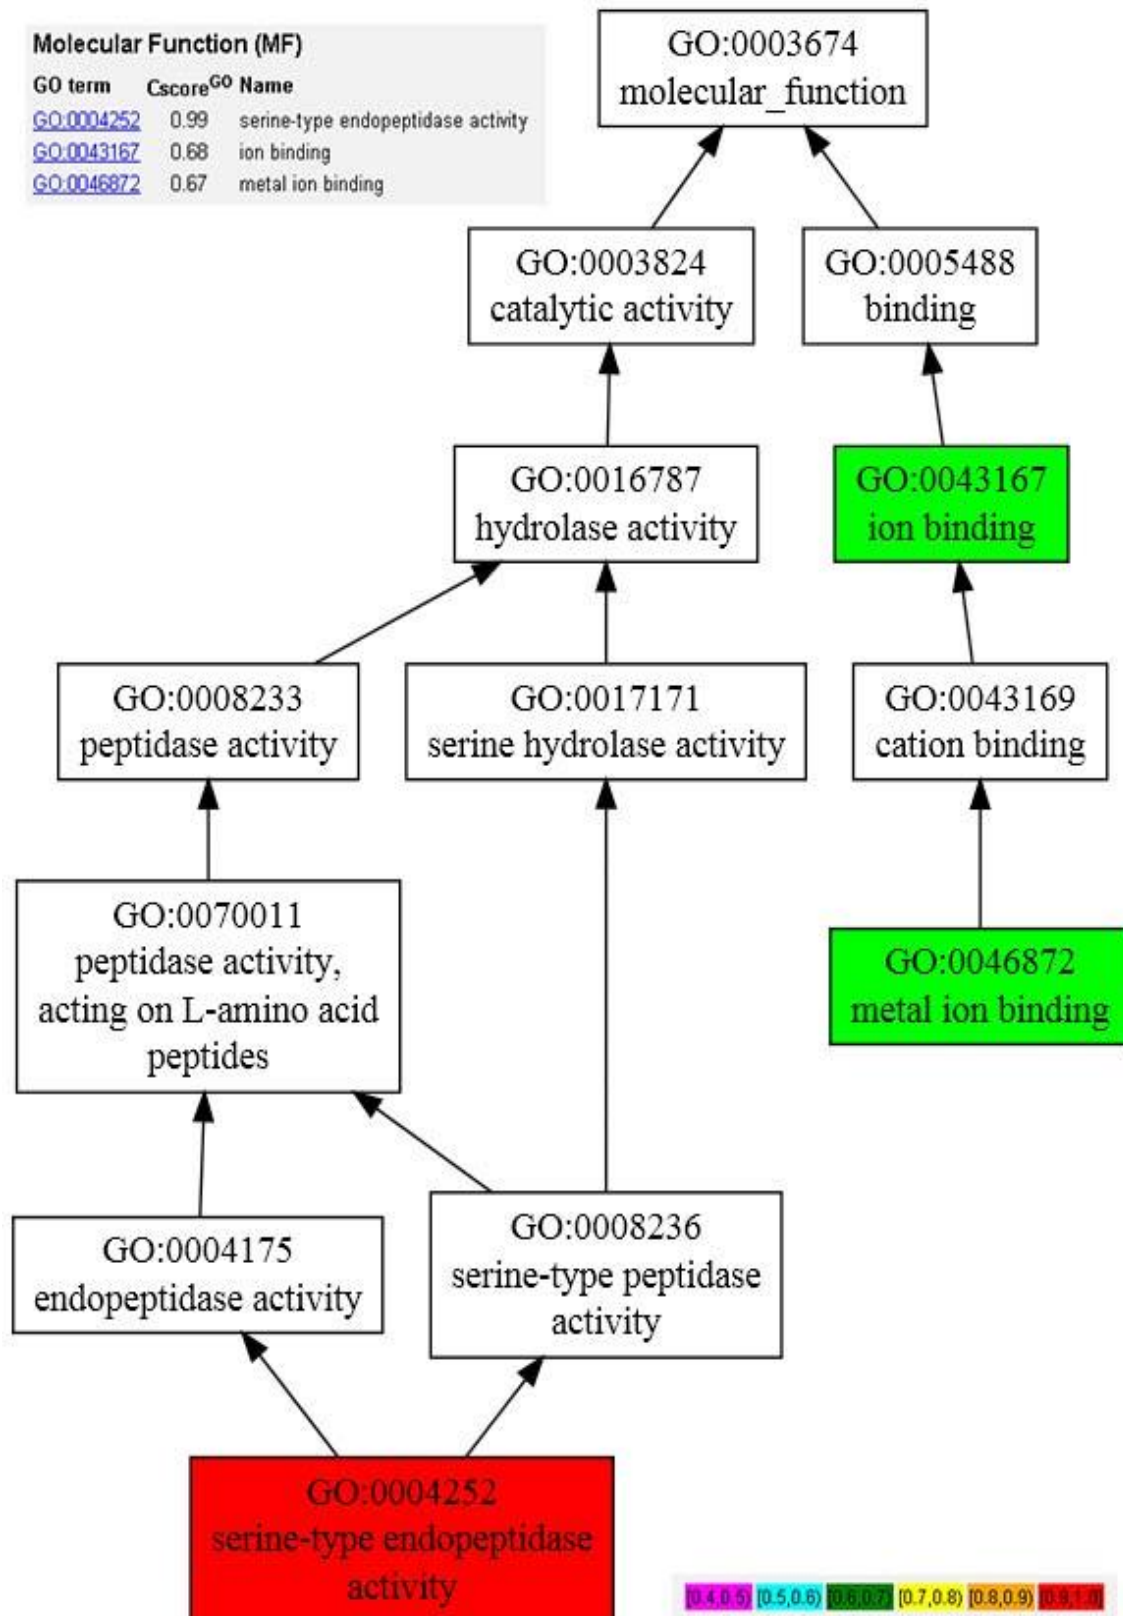 Molecular Function (MF)
GO term Cscore^GO Name
GO:0004252 0.99 serine-type endopeptidase activity
GO:0043167 0.68 ion binding
GO:0046872 0.67 metal ion binding
GO:0003674
molecular_function
GO:0003824
catalytic activity
GO:0005488
binding
GO:0016787
hydrolase activity
GO:0043167
ion binding
GO:0008233
peptidase activity
GO:0017171
serine hydrolase activity
GO:0043169
cation binding
GO:0070011
peptidase activity,
acting on L-amino acid
peptides
GO:0046872
metal ion binding
GO:0004175
endopeptidase activity
GO:0008236
serine-type peptidase
activity
GO:0004252
serine-type endopeptidase
activity
[0.4,0.5) [0.5,0.6) [0.6,0.7) [0.7,0.8) [0.8,0.9) [0.9,1.0]